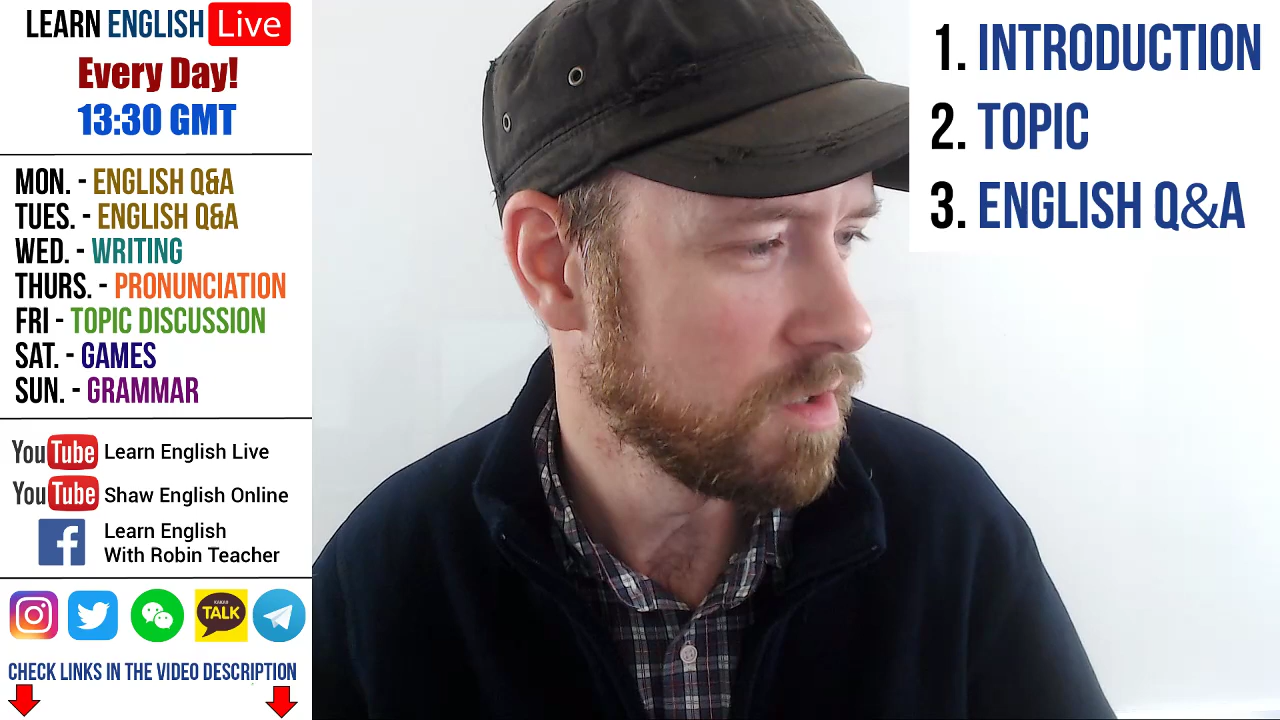 LEARN ENGLISH Live
Every Day!
13:30 GMT
MON. - ENGLISH Q&A
TUES. - ENGLISH Q&A
WED. - WRITING
THURS. - PRONUNCIATION
FRI - TOPIC DISCUSSION
SAT. - GAMES
SUN. - GRAMMAR
YouTube Learn English Live
YouTube Shaw English Online
f Learn English
With Robin Teacher
KAKAO
TALK
CHECK LINKS IN THE VIDEO DESCRIPTION
1. INTRODUCTION
2. TOPIC
3. ENGLISH Q&A